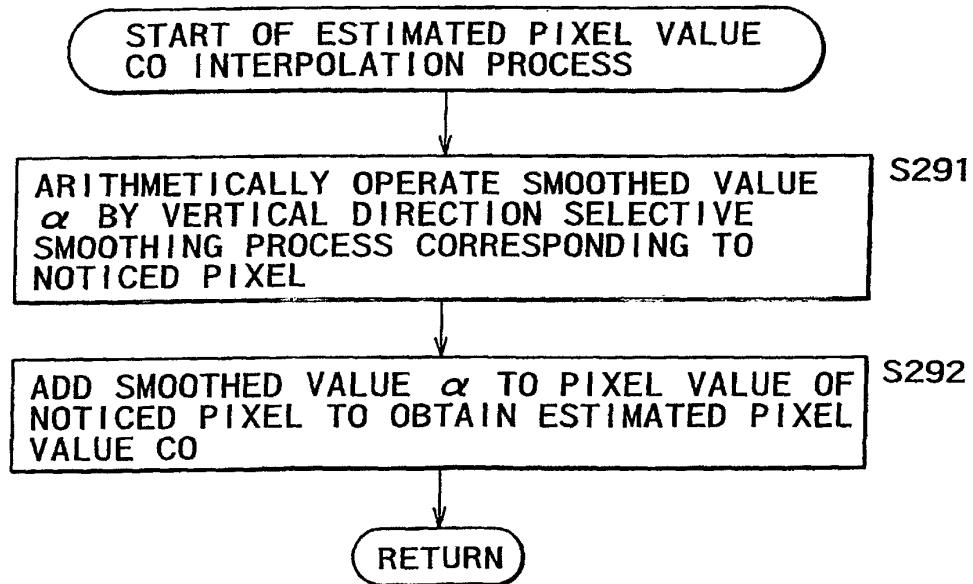 START OF ESTIMATED PIXEL VALUE
CO INTERPOLATION PROCESS
S291
ARITHMETICALLY OPERATE SMOOTHED VALUE
α BY VERTICAL DIRECTION SELECTIVE
SMOOTHING PROCESS CORRESPONDING TO
NOTICED PIXEL
S292
ADD SMOOTHED VALUE α TO PIXEL VALUE OF
NOTICED PIXEL TO OBTAIN ESTIMATED PIXEL
VALUE CO
RETURN